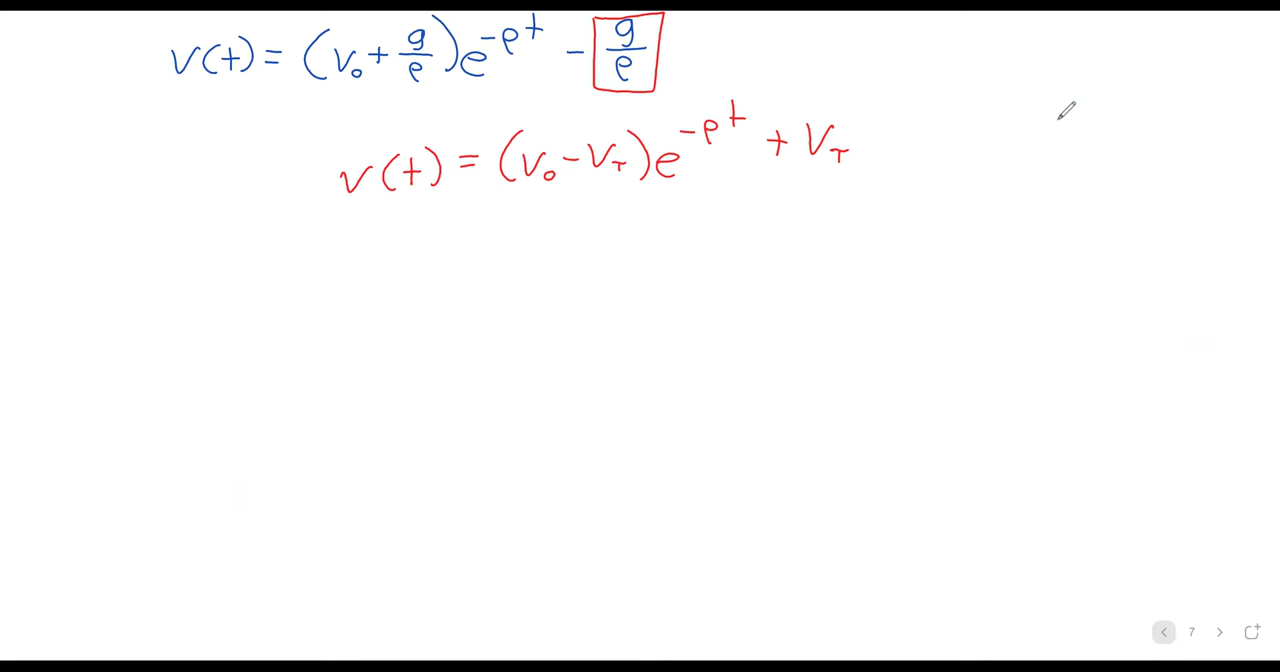 v(t) = (v₀ + g/ρ)e^(-ρt) - g/ρ
v(t) = (v₀ - v_T)e^(-ρt) + v_T
7